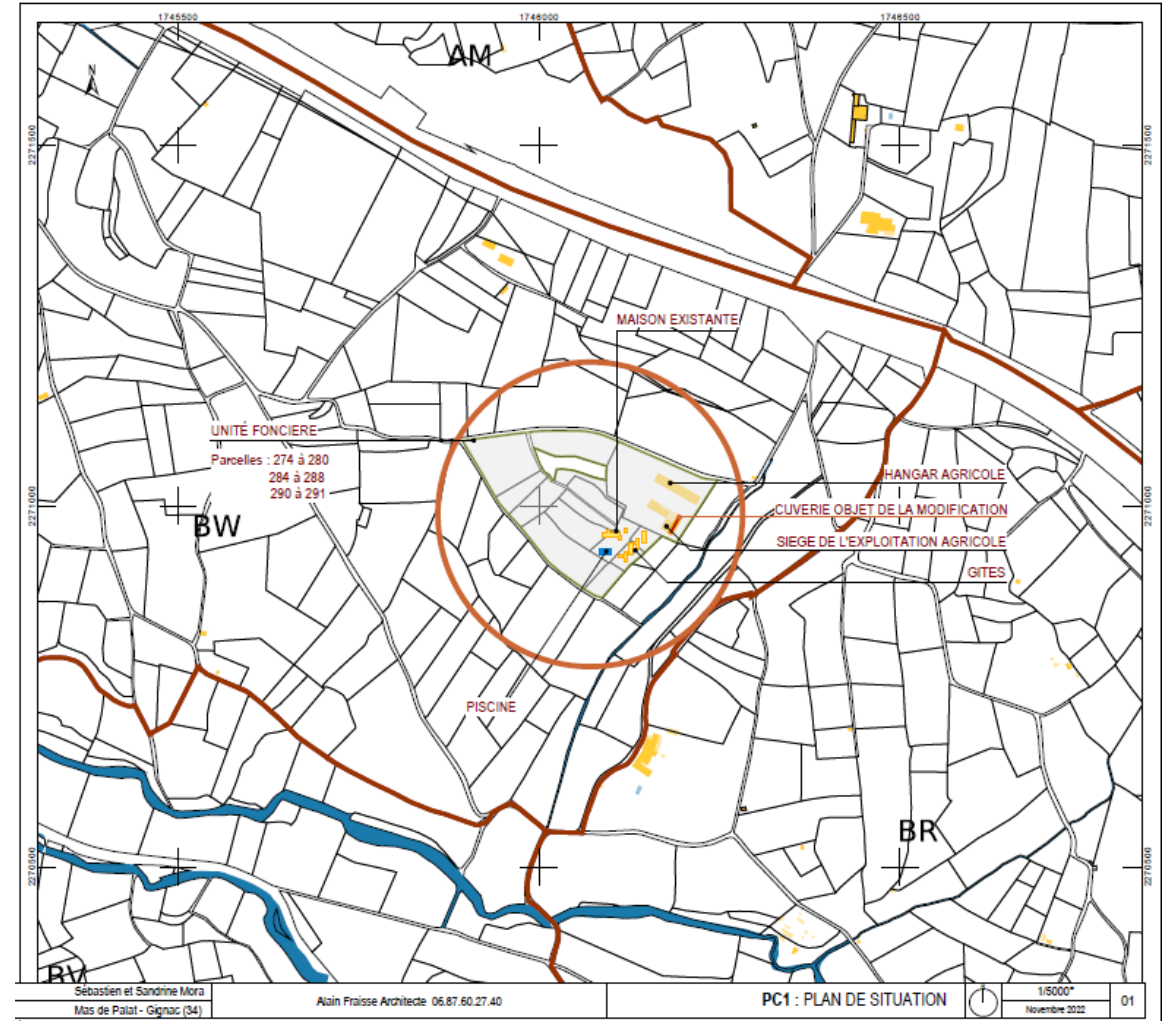 1745500
1746000
1746500
AM
N
2271500
2271500
MAISON EXISTANTE
UNITÉ FONCIERE
Parcelles : 274 à 280
284 à 288
290 à 291
HANGAR AGRICOLE
CUVERIE OBJET DE LA MODIFICATION
2271000
2271000
BW
SIEGE DE L'EXPLOITATION AGRICOLE
GITES
PISCINE
BR
2270500
2270500
BV
Sébastien et Sandrine Mora
Mas de Palat - Gignac (34)
Alain Fraisse Architecte 06.87.60.27.40
PC1 : PLAN DE SITUATION
1/5000°
Novembre 2022
01